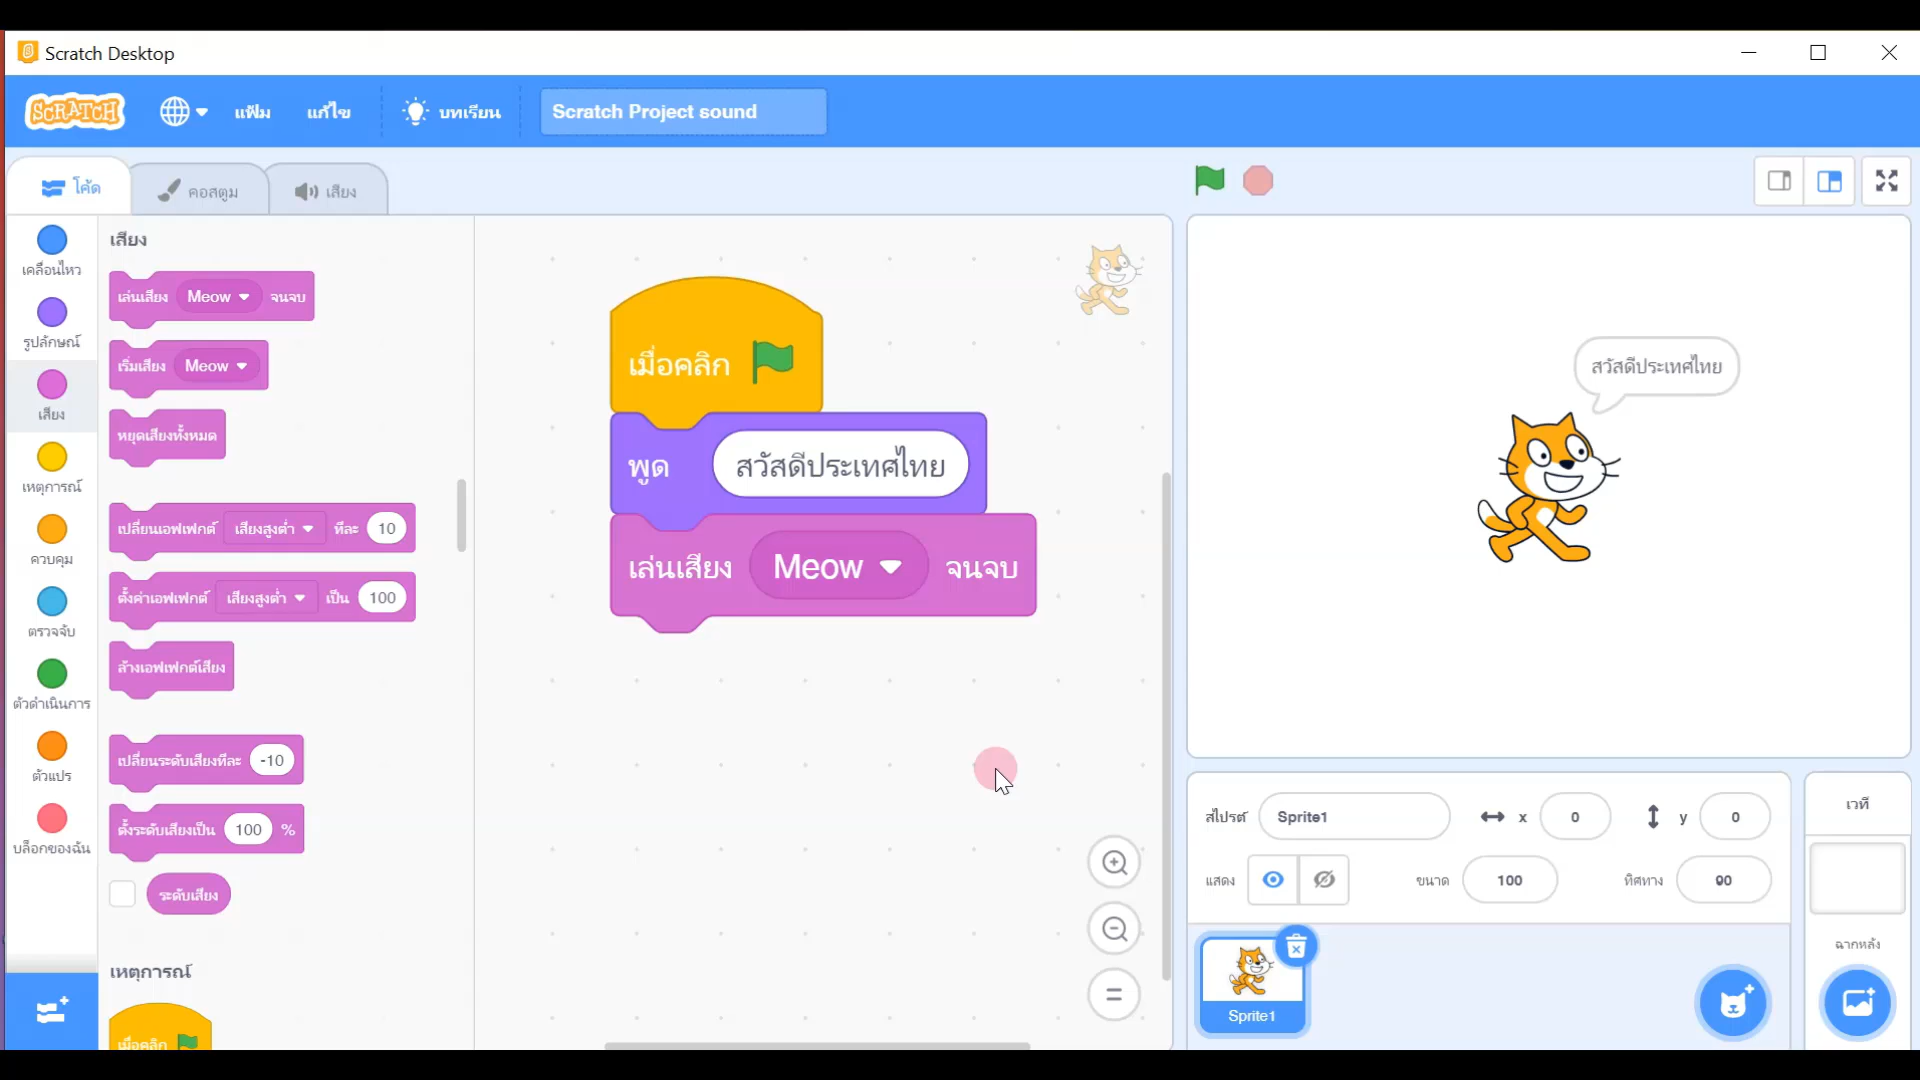 Scratch Desktop
SCRATCH
แฟ้ม
แก้ไข
บทเรียน
Scratch Project sound
โค้ด
คอสตูม
เสียง
เคลื่อนไหว
รูปลักษณ์
เสียง
เหตุการณ์
ควบคุม
ตรวจจับ
ตัวดำเนินการ
ตัวแปร
บล็อกของฉัน
เสียง
เล่นเสียง Meow จนจบ
เริ่มเสียง Meow
หยุดเสียงทั้งหมด
เปลี่ยนเอฟเฟกต์ เสียงสูงต่ำ ทีละ 10
ตั้งค่าเอฟเฟกต์ เสียงสูงต่ำ เป็น 100
ล้างเอฟเฟกต์เสียง
เปลี่ยนระดับเสียงทีละ -10
ตั้งระดับเสียงเป็น 100 %
ระดับเสียง
เหตุการณ์
เมื่อคลิก
เมื่อคลิก
พูด สวัสดีประเทศไทย
เล่นเสียง Meow จนจบ
สวัสดีประเทศไทย
สไปรต์ Sprite1 x 0 y 0
แสดง ขนาด 100 ทิศทาง 90
Sprite1
เวที
ฉากหลัง